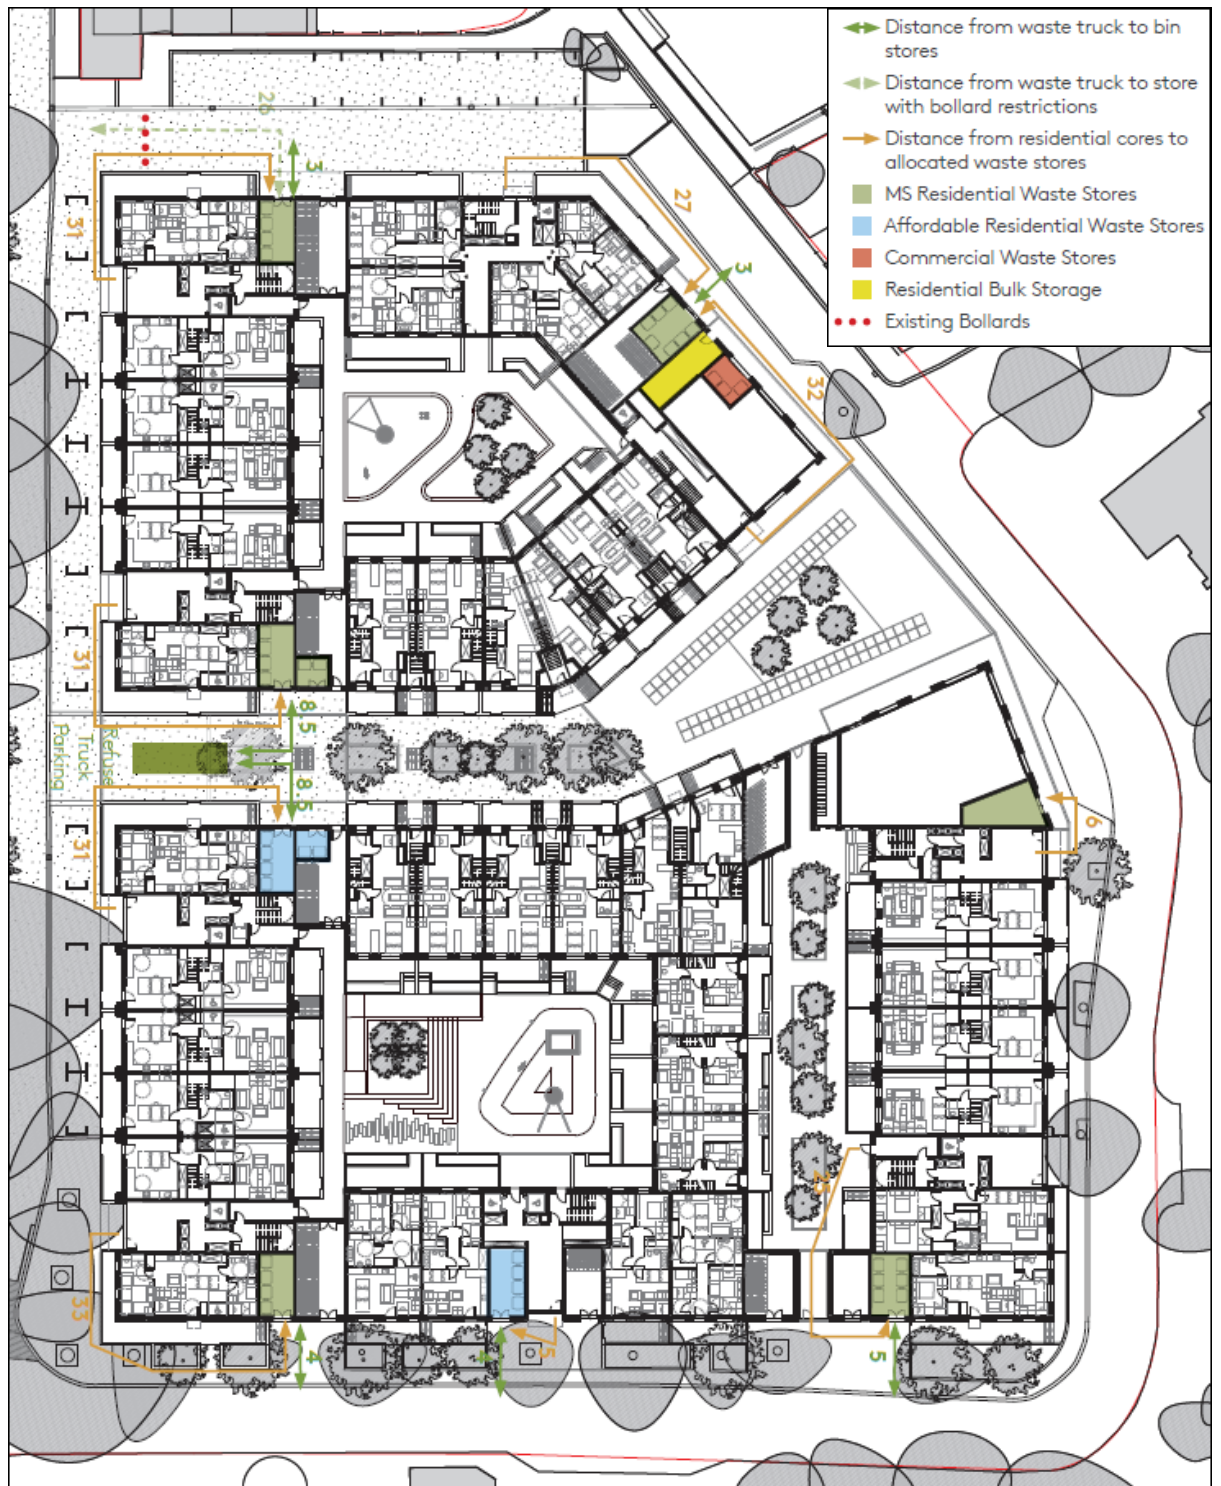 Distance from waste truck to bin
stores
Distance from waste truck to store
with bollard restrictions
Distance from residential cores to
allocated waste stores
MS Residential Waste Stores
Affordable Residential Waste Stores
Commercial Waste Stores
Residential Bulk Storage
Existing Bollards
26
3
31
27
3
32
31
8.5
Refuse
Truck
Parking
8.5
31
6
33
4
4
5
5